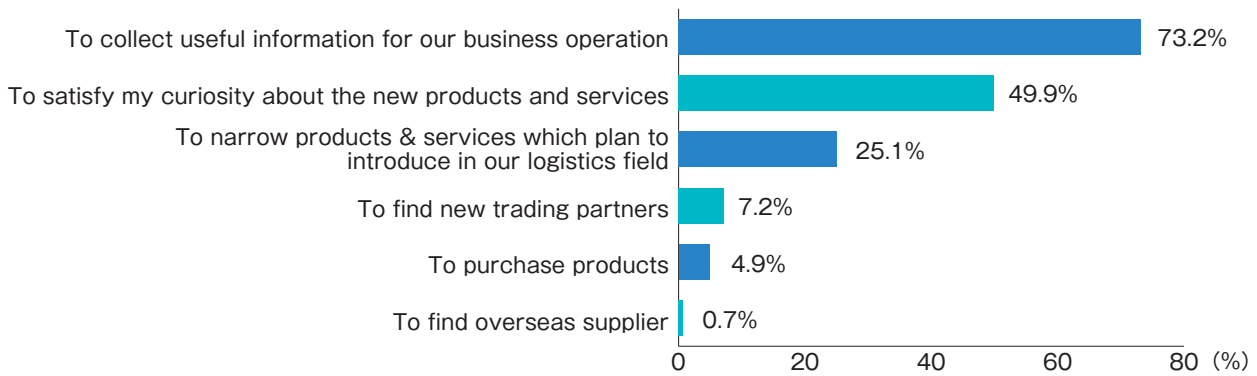 To collect useful information for our business operation 73.2%
To satisfy my curiosity about the new products and services 49.9%
To narrow products & services which plan to
introduce in our logistics field 25.1%
To find new trading partners 7.2%
To purchase products 4.9%
To find overseas supplier 0.7%
0 20 40 60 80 (%)